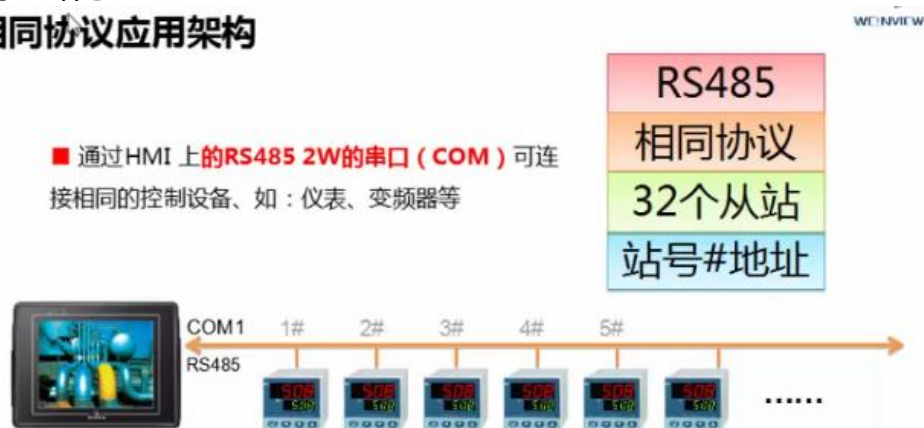 相同协议应用架构
WEINVIEW
RS485
相同协议
32个从站
站号#地址
■ 通过HMI 上的RS485 2W的串口（COM）可连
接相同的控制设备、如：仪表、变频器等
COM1 1# 2# 3# 4# 5#
RS485
......